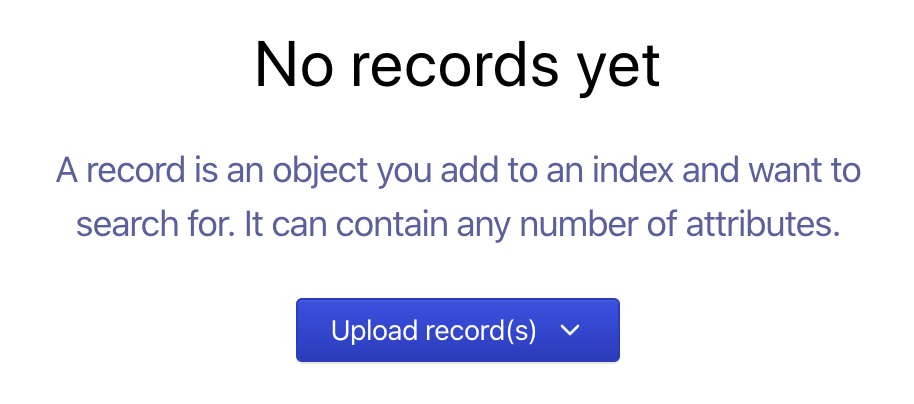 No records yet
A record is an object you add to an index and want to
search for. It can contain any number of attributes.
Upload record(s)